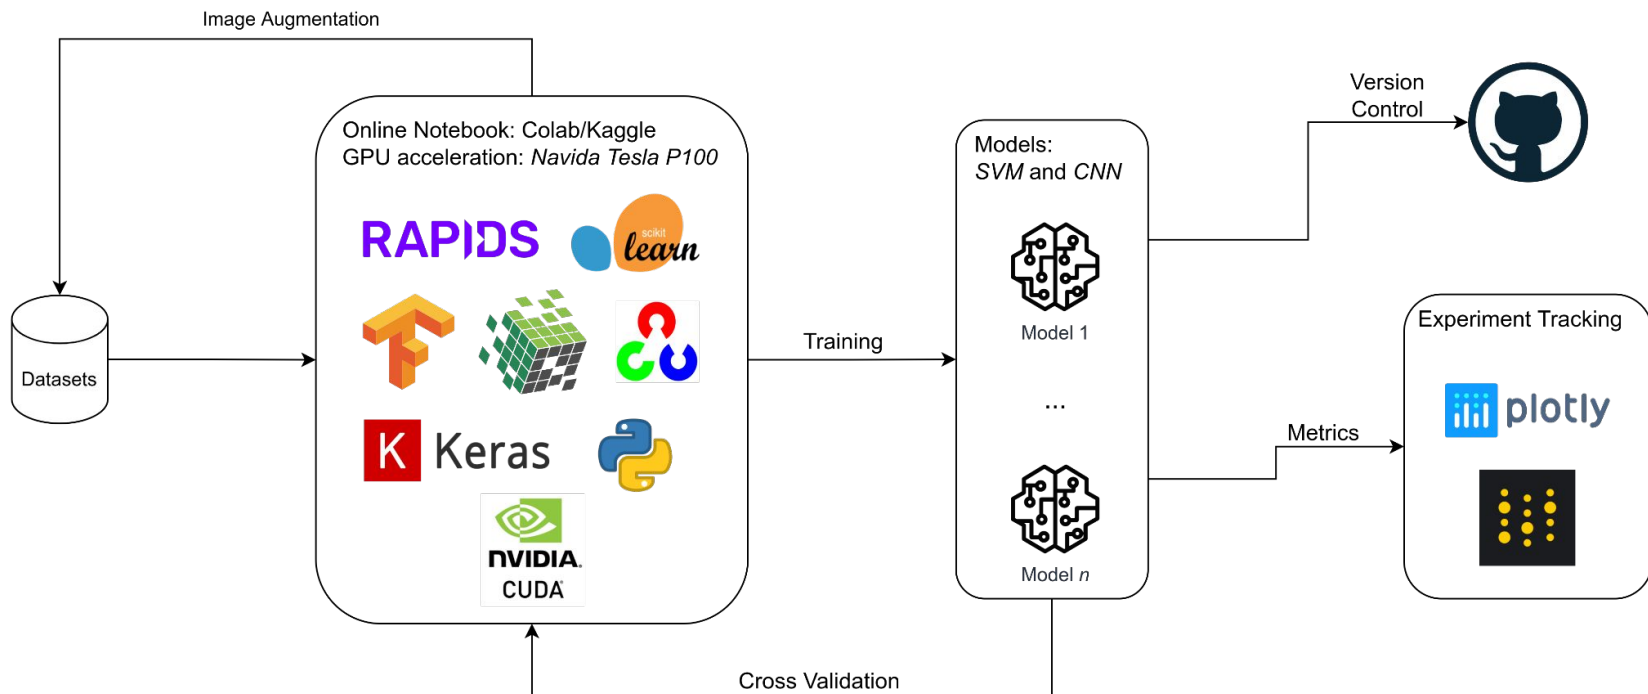 Image Augmentation
Online Notebook: Colab/Kaggle
GPU acceleration: Navida Tesla P100
RAPIDS
scikit
learn
K Keras
NVIDIA.
CUDA®
Datasets
Training
Models:
SVM and CNN
Model 1
...
Model n
Version
Control
Metrics
Experiment Tracking
plotly
Cross Validation